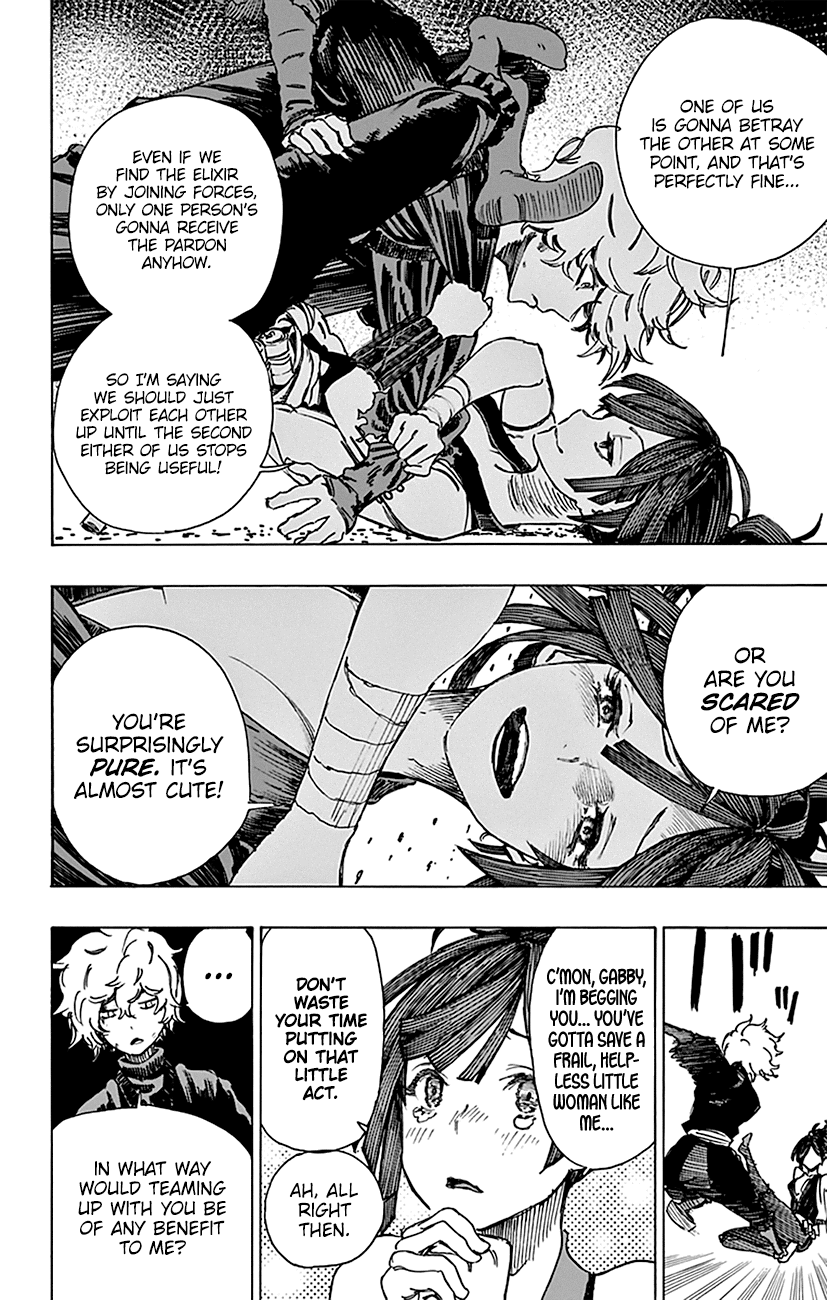 ONE OF US
IS GONNA BETRAY
THE OTHER AT SOME
POINT, AND THAT'S
PERFECTLY FINE...
EVEN IF WE
FIND THE ELIXIR
BY JOINING FORCES,
ONLY ONE PERSON'S
GONNA RECEIVE
THE PARDON
ANYHOW.
SO I'M SAYING
WE SHOULD JUST
EXPLOIT EACH OTHER
UP UNTIL THE SECOND
EITHER OF US STOPS
BEING USEFUL!
OR
ARE YOU
SCARED
OF ME?
YOU'RE
SURPRISINGLY
PURE. IT'S
ALMOST CUTE!
C'MON, GABBY,
I'M BEGGING
YOU... YOU'VE
GOTTA SAVE A
FRAIL, HELP-
LESS LITTLE
WOMAN LIKE
ME...
DON'T
WASTE
YOUR TIME
PUTTING
ON THAT
LITTLE
ACT.
AH, ALL
RIGHT
THEN.
...
IN WHAT WAY
WOULD TEAMING
UP WITH YOU BE
OF ANY BENEFIT
TO ME?